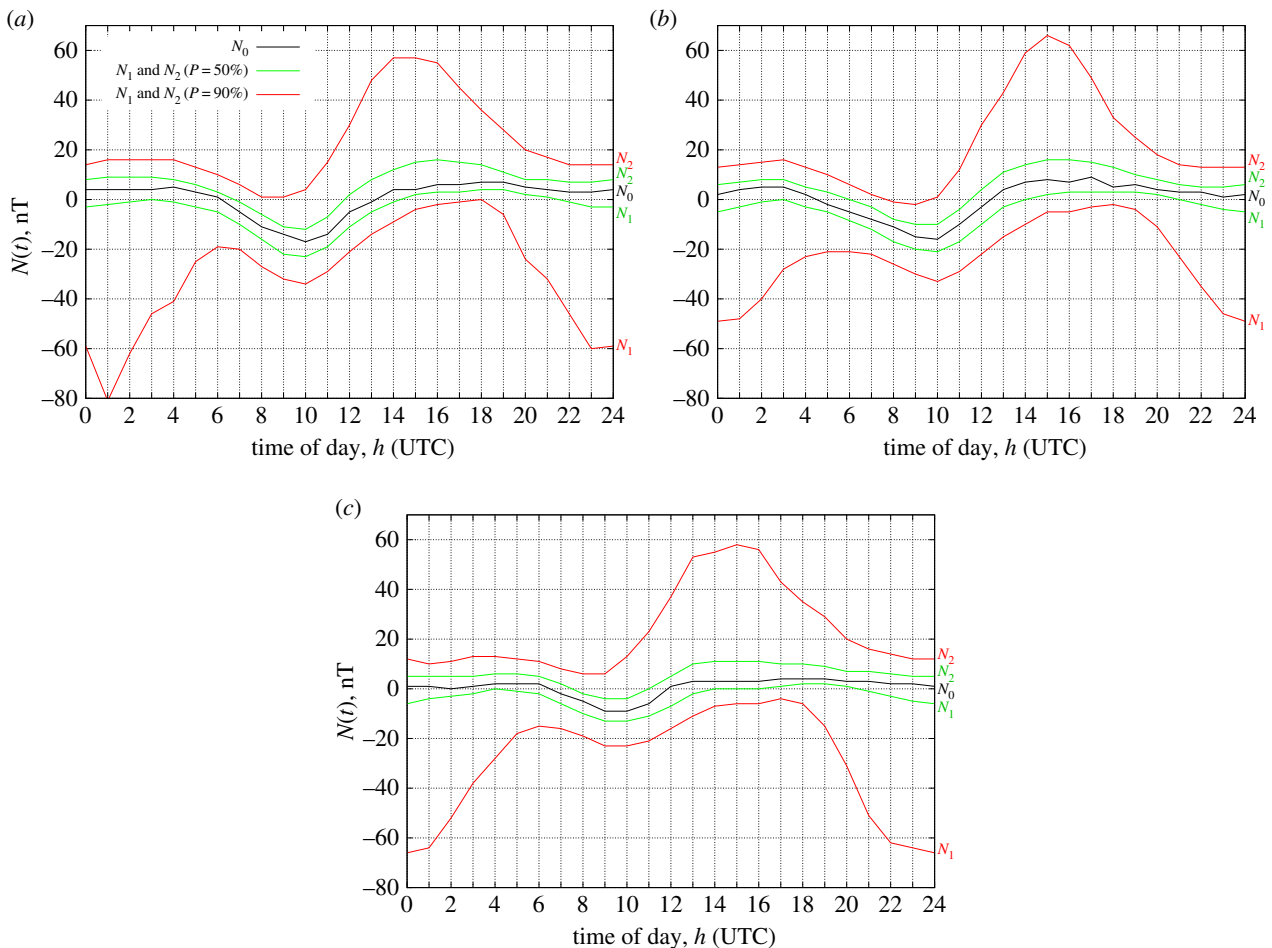 (a)
N(t), nT
60
40
20
0
–20
–40
–60
–80
N0
N1 and N2 (P = 50%)
N1 and N2 (P = 90%)
N2
N2
N0
N1
N1
0 2 4 6 8 10 12 14 16 18 20 22 24
time of day, h (UTC)
(b)
60
40
20
0
–20
–40
–60
–80
N2
N2
N0
N1
N1
0 2 4 6 8 10 12 14 16 18 20 22 24
time of day, h (UTC)
(c)
N(t), nT
60
40
20
0
–20
–40
–60
–80
N2
N2
N0
N1
N1
0 2 4 6 8 10 12 14 16 18 20 22 24
time of day, h (UTC)